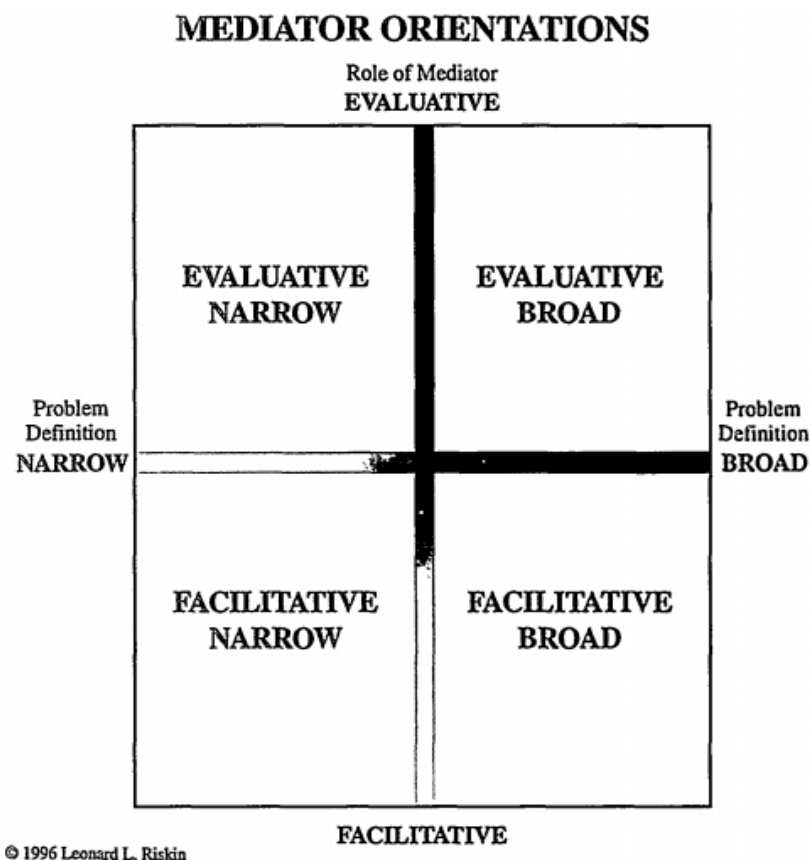 MEDIATOR ORIENTATIONS
Role of Mediator
EVALUATIVE
EVALUATIVE
NARROW
EVALUATIVE
BROAD
Problem
Definition
NARROW
Problem
Definition
BROAD
FACILITATIVE
NARROW
FACILITATIVE
BROAD
FACILITATIVE
© 1996 Leonard L. Riskin